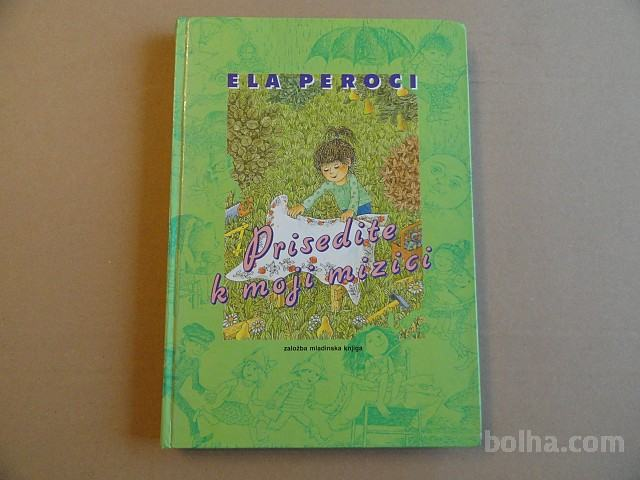 ELA PEROCI
Prisedite
k moji mizici
založba mladinska knjiga
bolha.com